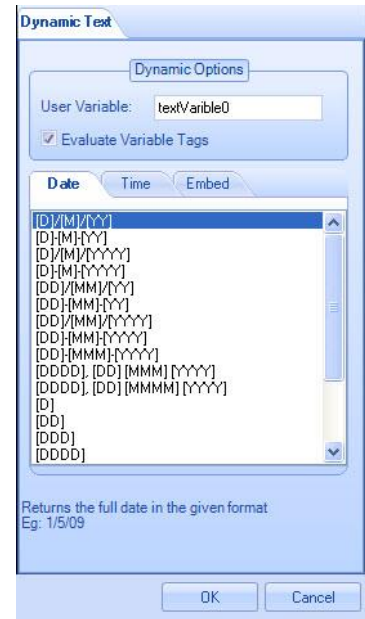 Dynamic Text
Dynamic Options
User Variable: textVarible0
Evaluate Variable Tags
Date Time Embed
[D]/[M]/[YY]
[D]-[M]-[YY]
[D]/[M]/[YYYY]
[D]-[M]-[YYYY]
[DD]/[MM]/[YY]
[DD]-[MM]-[YY]
[DD]/[MM]/[YYYY]
[DD]-[MM]-[YYYY]
[DD]-[MMM]-[YYYY]
[DDDD], [DD] [MMM] [YYYY]
[DDDD], [DD] [MMMM] [YYYY]
[D]
[DD]
[DDD]
[DDDD]
Returns the full date in the given format
Eg: 1/5/09
OK Cancel